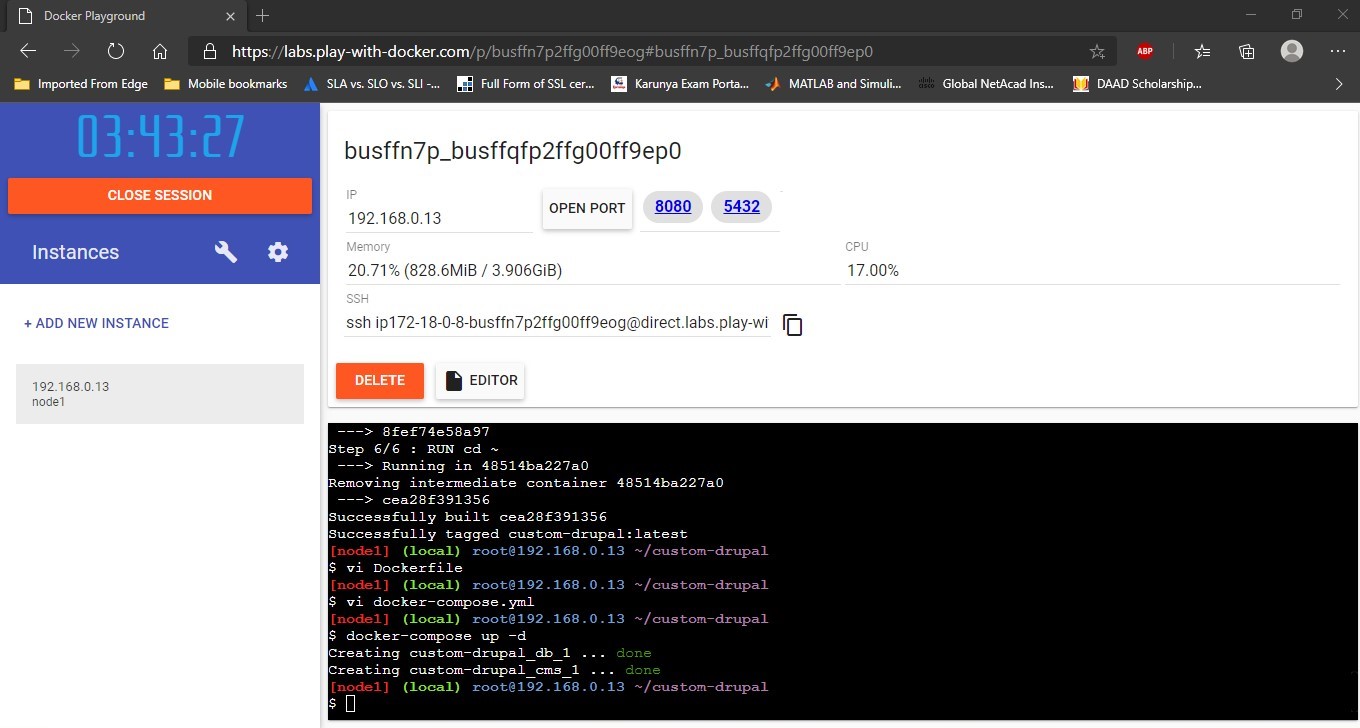 Docker Playground
https://labs.play-with-docker.com/p/busffn7p2ffg00ff9eog#busffn7p_busffqfp2ffg00ff9ep0
ABP
Imported From Edge Mobile bookmarks SLA vs. SLO vs. SLI -... Full Form of SSL cer... Karunya Exam Porta... MATLAB and Simuli... Global NetAcad Ins... DAAD Scholarship...
03:43:27
CLOSE SESSION
Instances
+ ADD NEW INSTANCE
192.168.0.13
node1
busffn7p_busffqfp2ffg00ff9ep0
IP
192.168.0.13
OPEN PORT
8080 5432
Memory
20.71% (828.6MiB / 3.906GiB)
CPU
17.00%
SSH
ssh ip172-18-0-8-busffn7p2ffg00ff9eog@direct.labs.play-wi
DELETE
EDITOR
---> 8fef74e58a97
Step 6/6 : RUN cd ~
---> Running in 48514ba227a0
Removing intermediate container 48514ba227a0
---> cea28f391356
Successfully built cea28f391356
Successfully tagged custom-drupal:latest
[node1] (local) root@192.168.0.13 ~/custom-drupal
$ vi Dockerfile
[node1] (local) root@192.168.0.13 ~/custom-drupal
$ vi docker-compose.yml
[node1] (local) root@192.168.0.13 ~/custom-drupal
$ docker-compose up -d
Creating custom-drupal_db_1 ... done
Creating custom-drupal_cms_1 ... done
[node1] (local) root@192.168.0.13 ~/custom-drupal
$